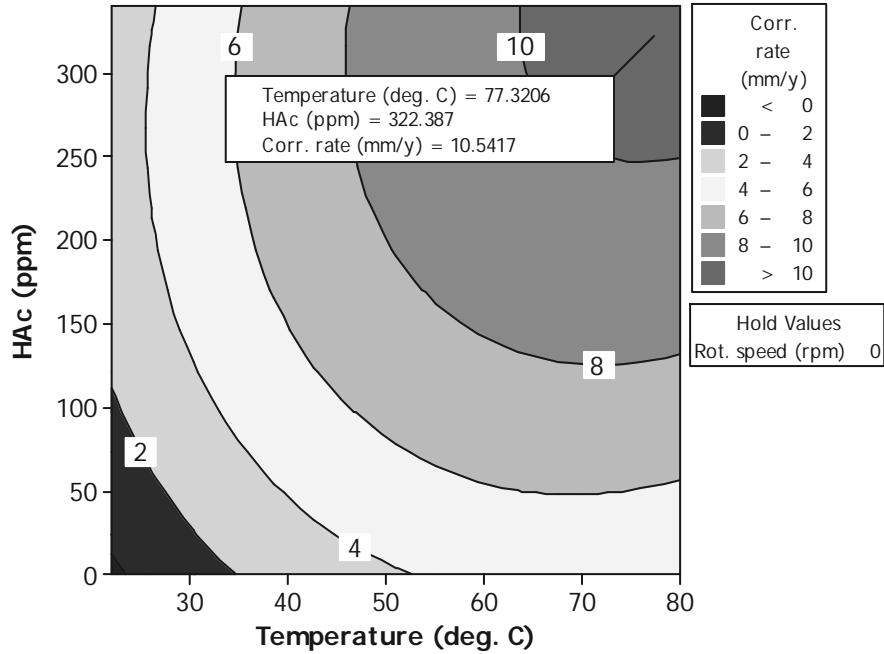 6
10
Temperature (deg. C) = 77.3206
HAc (ppm) = 322.387
Corr. rate (mm/y) = 10.5417
8
2
4
300
250
200
150
100
50
0
HAc (ppm)
30 40 50 60 70 80
Temperature (deg. C)
Corr.
rate
(mm/y)
< 0
0 – 2
2 – 4
4 – 6
6 – 8
8 – 10
> 10
Hold Values
Rot. speed (rpm) 0